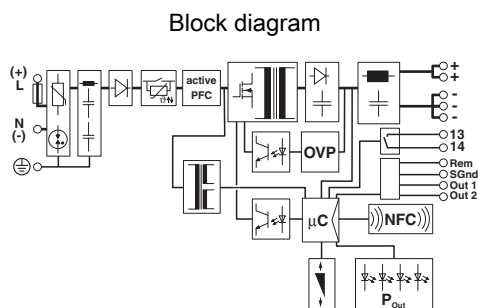 Block diagram
(+)
L
N
(-)
active
PFC
ϑ
OVP
+
+
-
-
-
13
14
Rem
SGnd
Out 1
Out 2
µC
NFC
P Out